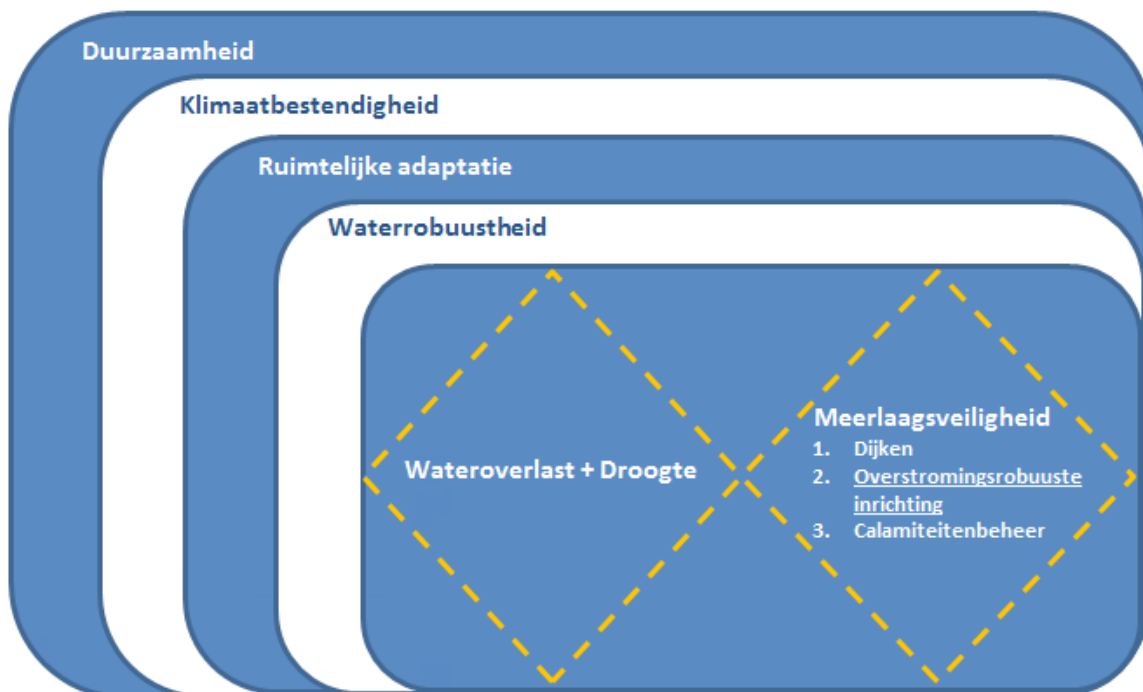 Duurzaamheid
Klimaatbestendigheid
Ruimtelijke adaptatie
Waterrobuustheid
Wateroverlast + Droogte
Meerlaagsveiligheid
1. Dijken
2. Overstromingsrobuuste
inrichting
3. Calamiteitenbeheer